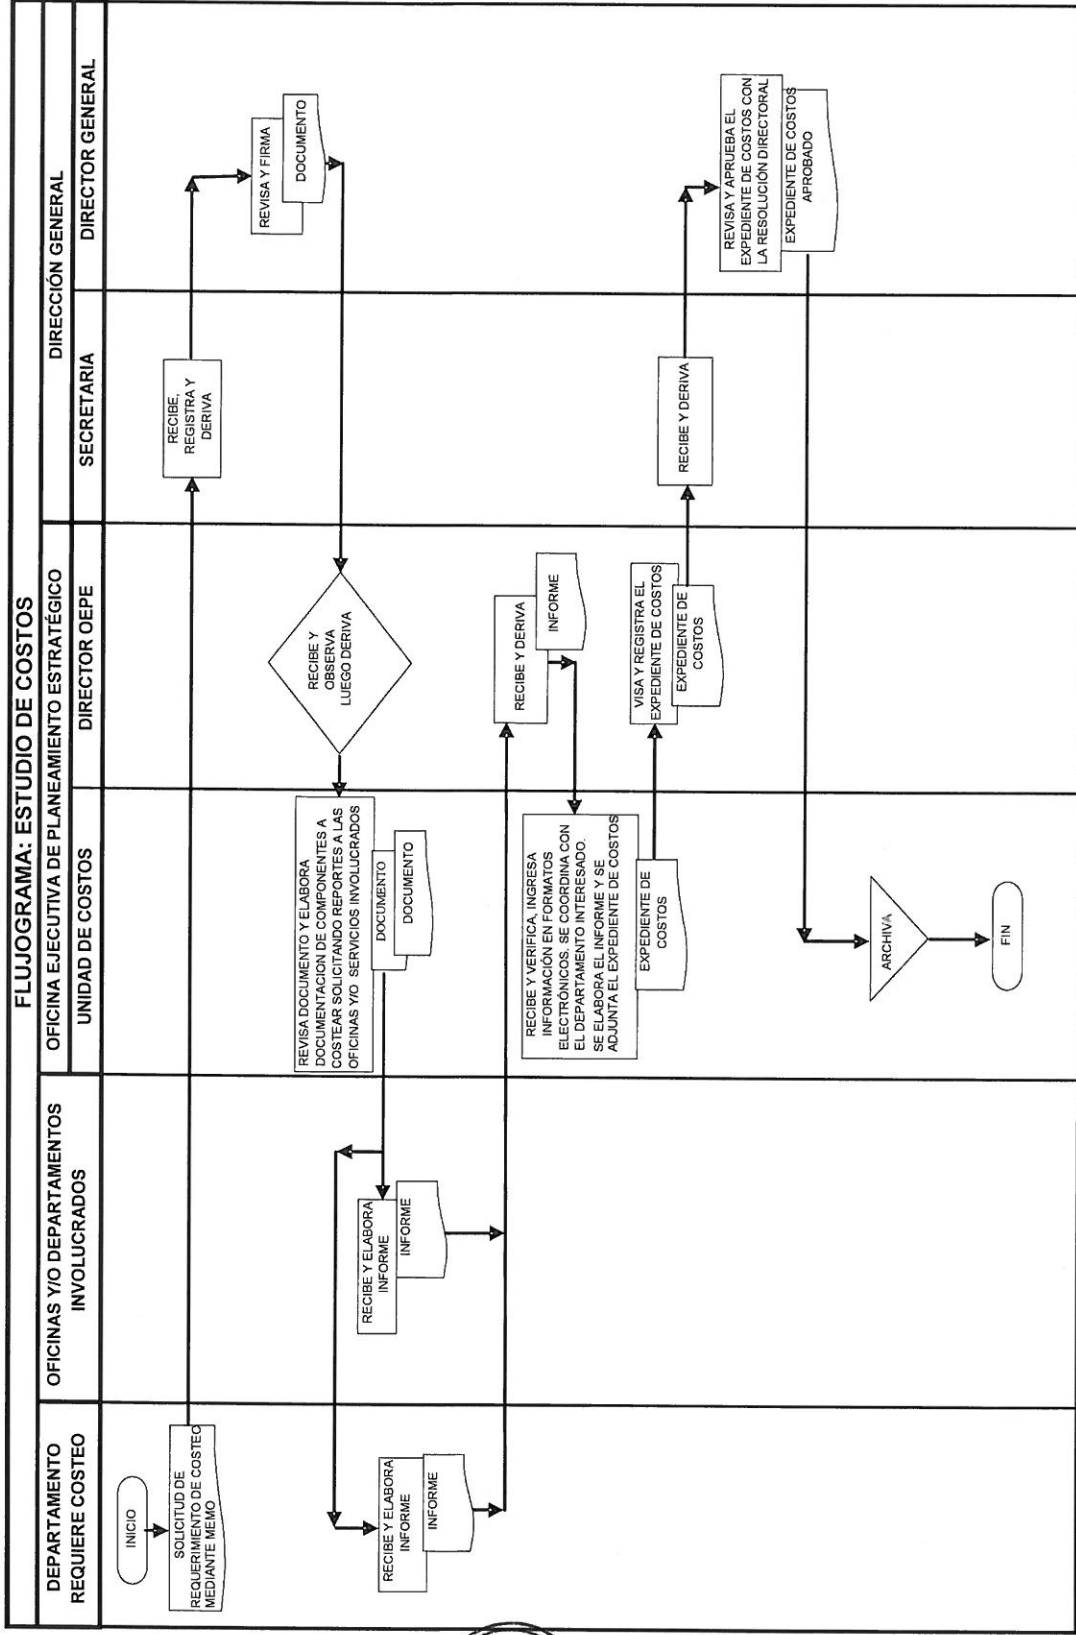 FLUJOGRAMA: ESTUDIO DE COSTOS
DEPARTAMENTO
REQUIERE COSTEO
OFICINAS Y/O DEPARTAMENTOS
INVOLUCRADOS
OFICINA EJECUTIVA DE PLANEAMIENTO ESTRATÉGICO
UNIDAD DE COSTOS
DIRECTOR OEPE
DIRECCIÓN GENERAL
SECRETARIA
DIRECTOR GENERAL
INICIO
SOLICITUD DE
REQUERIMIENTO DE COSTEO
MEDIANTE MEMO
RECIBE,
REGISTRA Y
DERIVA
REVISA Y FIRMA
DOCUMENTO
RECIBE Y
OBSERVA
LUEGO DERIVA
REVISA DOCUMENTO Y ELABORA
DOCUMENTACION DE COMPONENTES A
COSTEAR SOLICITANDO REPORTES A LAS
OFICINAS Y/O SERVICIOS INVOLUCRADOS
DOCUMENTO
DOCUMENTO
RECIBE Y ELABORA
INFORME
INFORME
RECIBE Y ELABORA
INFORME
INFORME
RECIBE Y DERIVA
INFORME
RECIBE Y VERIFICA, INGRESA
INFORMACIÓN EN FORMATOS
ELECTRÓNICOS. SE COORDINA CON
EL DEPARTAMENTO INTERESADO.
SE ELABORA EL INFORME Y SE
ADJUNTA EL EXPEDIENTE DE COSTOS
EXPEDIENTE DE
COSTOS
VISA Y REGISTRA EL
EXPEDIENTE DE COSTOS
EXPEDIENTE DE
COSTOS
RECIBE Y DERIVA
REVISA Y APRUEBA EL
EXPEDIENTE DE COSTOS CON
LA RESOLUCIÓN DIRECTORAL
EXPEDIENTE DE COSTOS
APROBADO
ARCHIVA
FIN